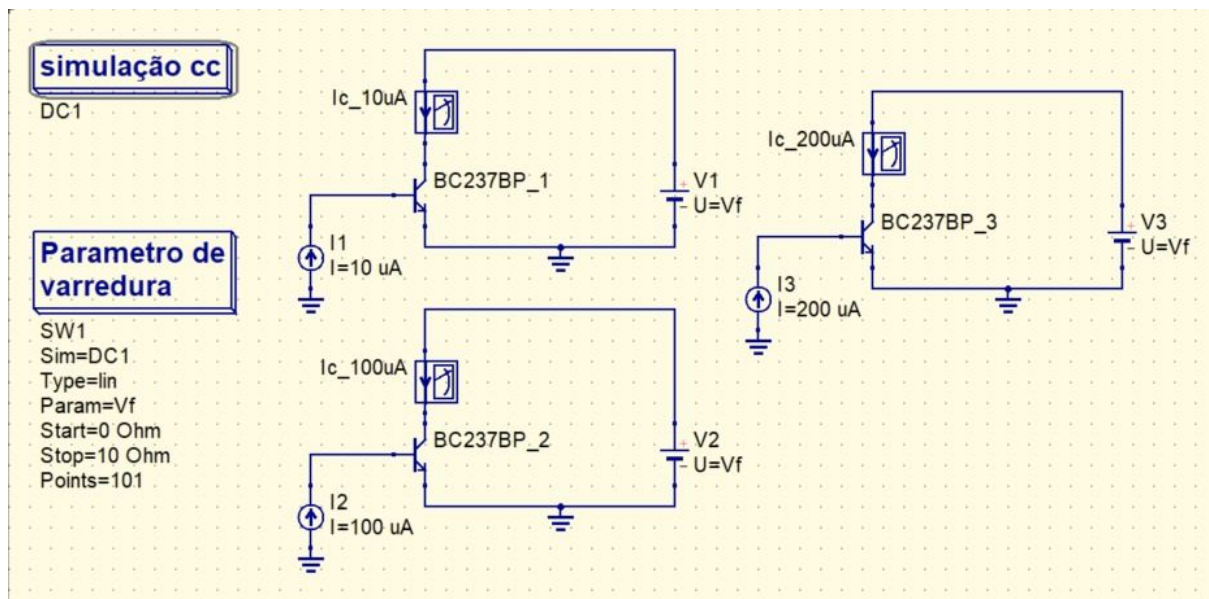 simulação cc
DC1
Parametro de
varredura
SW1
Sim=DC1
Type=lin
Param=Vf
Start=0 Ohm
Stop=10 Ohm
Points=101
Ic_10uA
BC237BP_1
I1
I=10 uA
V1
U=Vf
Ic_100uA
BC237BP_2
I2
I=100 uA
V2
U=Vf
Ic_200uA
BC237BP_3
I3
I=200 uA
V3
U=Vf